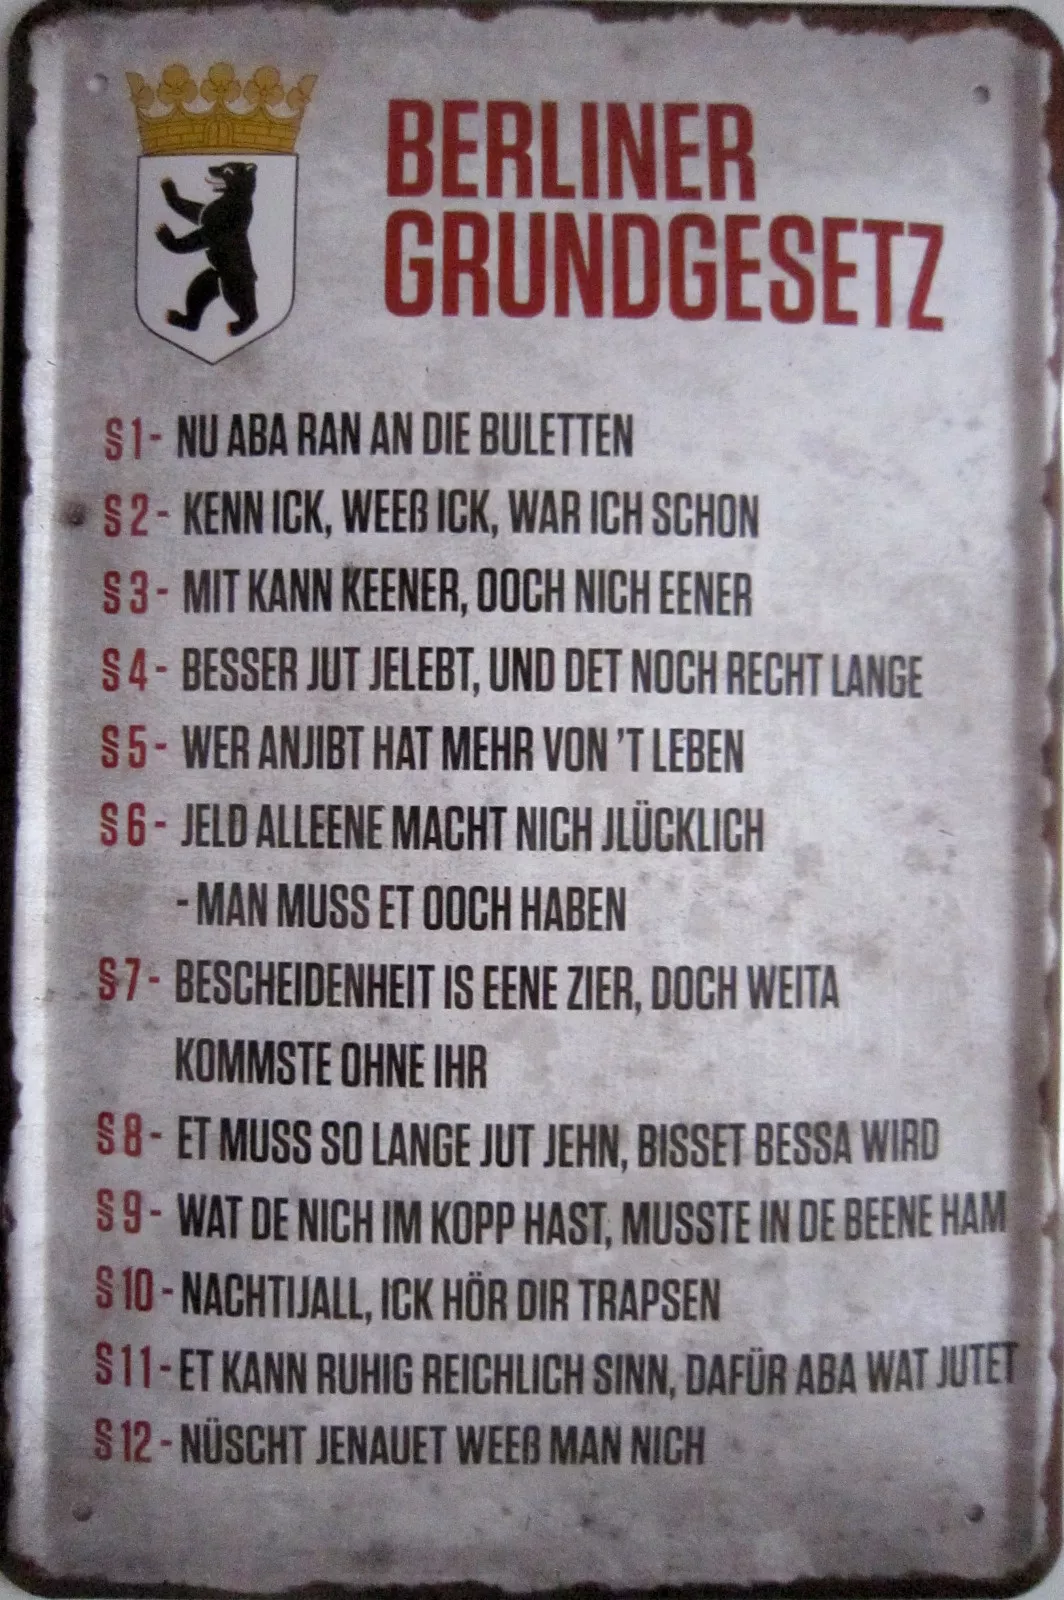 BERLINER
GRUNDGESETZ
§1- NU ABA RAN AN DIE BULETTEN
§2- KENN ICK, WEEß ICK, WAR ICH SCHON
§3- MIT KANN KEENER, OOCH NICH EENER
§4- BESSER JUT JELEBT, UND DET NOCH RECHT LANGE
§5- WER ANJIBT HAT MEHR VON 'T LEBEN
§6- JELD ALLEENE MACHT NICH JLÜCKLICH
- MAN MUSS ET OOCH HABEN
§7- BESCHEIDENHEIT IS EENE ZIER, DOCH WEITA
KOMMSTE OHNE IHR
§8- ET MUSS SO LANGE JUT JEHN, BISSET BESSA WIRD
§9- WAT DE NICH IM KOPP HAST, MUSSTE IN DE BEENE HAM
§10- NACHTIJALL, ICK HÖR DIR TRAPSEN
§11- ET KANN RUHIG REICHLICH SINN, DAFÜR ABA WAT JUTET
§12- NÜSCHT JENAUET WEEß MAN NICH